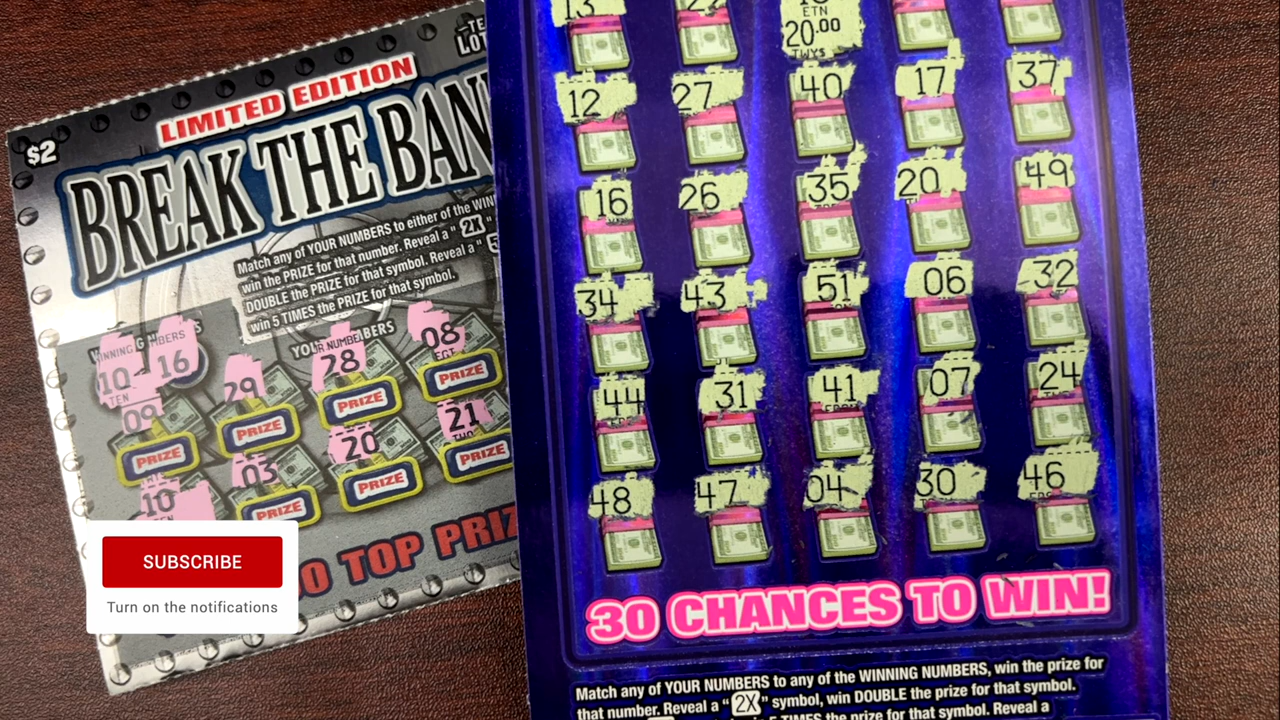 LIMITED EDITION
$2
BREAK THE BAN
Match any of YOUR NUMBERS to either of the WIN
win the PRIZE for that number. Reveal a "2X"
DOUBLE the PRIZE for that symbol. Reveal a "5
win 5 TIMES the PRIZE for that symbol.
YOUR NUMBERS
10 16
TEN
29 28 08
09 PRIZE PRIZE PRIZE
PRIZE 03 20 21
10 PRIZE PRIZE PRIZE
0 TOP PRIZ
SUBSCRIBE
Turn on the notifications
13
ETN
20.00
TWY$
12 27 40 17 37
16 26 35 20 49
34 43 51 06 32
44 31 41 07 24
48 47 04 30 46
30 CHANCES TO WIN!
Match any of YOUR NUMBERS to any of the WINNING NUMBERS, win the prize for
that number. Reveal a "2X" symbol, win DOUBLE the prize for that symbol.
5 TIMES the prize for that symbol. Reveal a